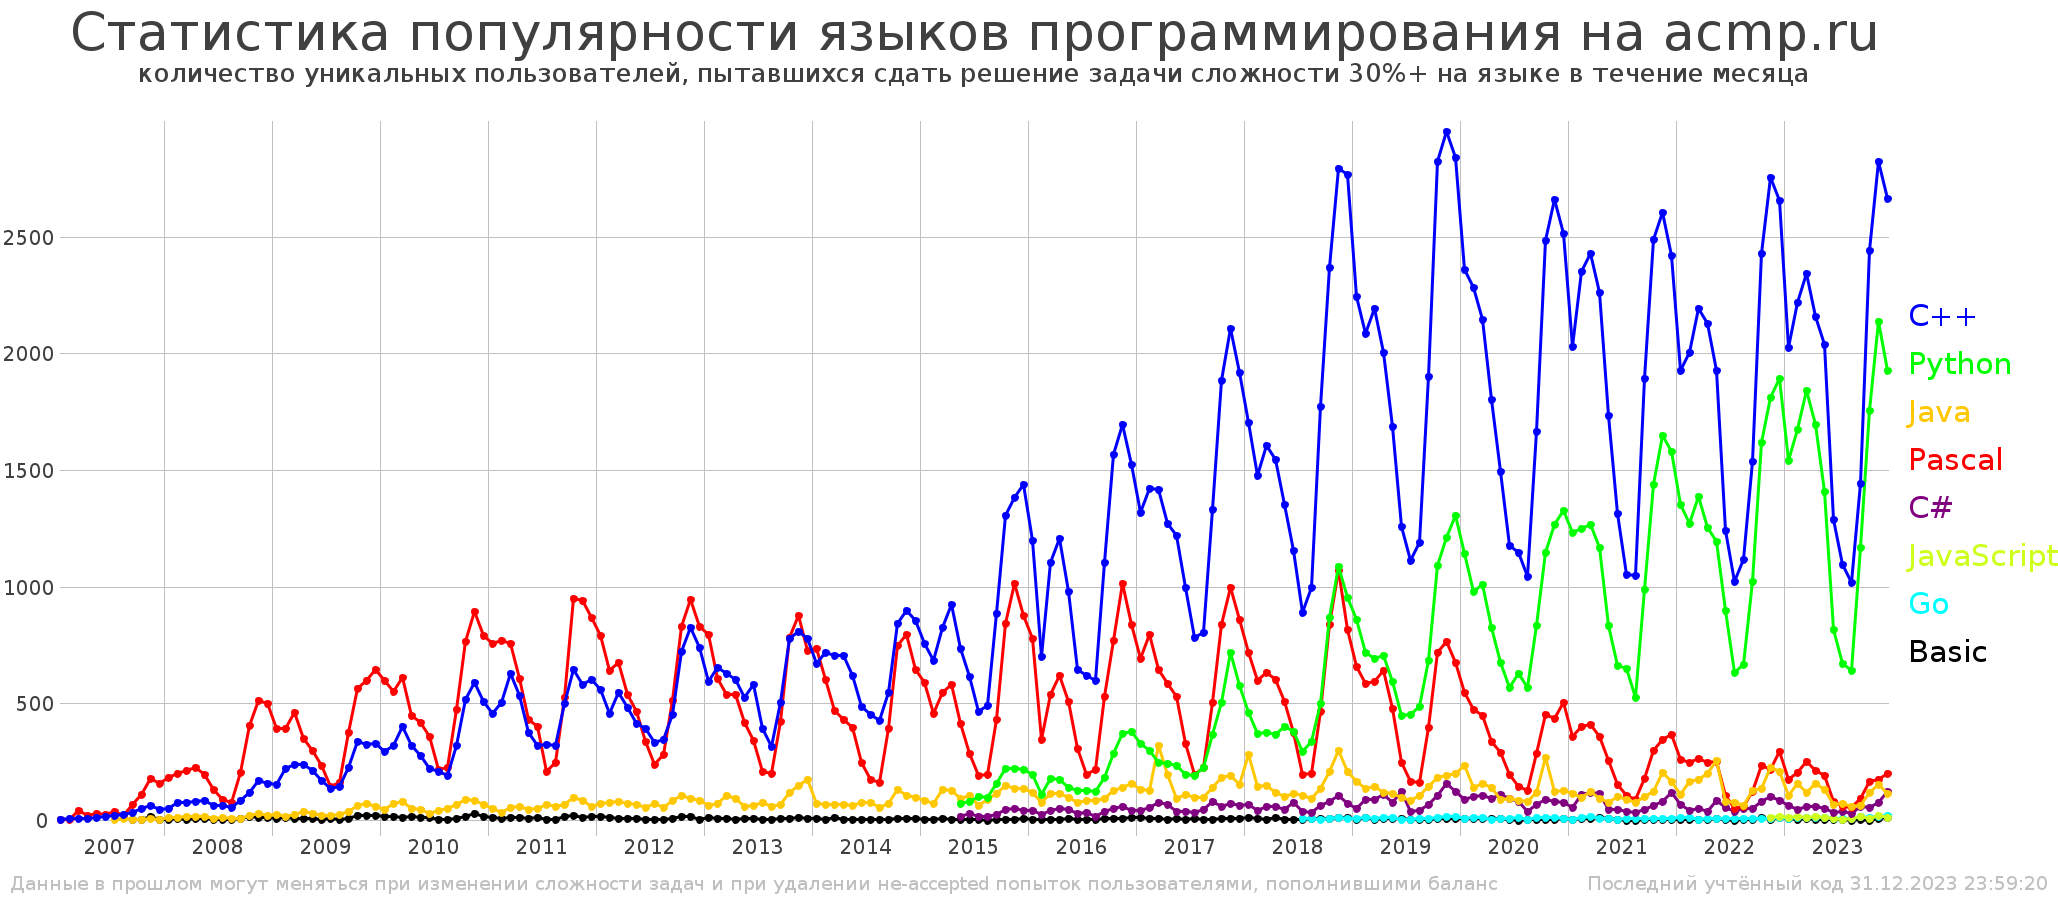 Статистика популярности языков программирования на acmp.ru
количество уникальных пользователей, пытавшихся сдать решение задачи сложности 30%+ на языке в течение месяца
2500
2000
1500
1000
500
0
C++
Python
Java
Pascal
C#
JavaScript
Go
Basic
2007 2008 2009 2010 2011 2012 2013 2014 2015 2016 2017 2018 2019 2020 2021 2022 2023
Данные в прошлом могут меняться при изменении сложности задач и при удалении не-accepted попыток пользователями, пополнившими баланс
Последний учтённый код 31.12.2023 23:59:20